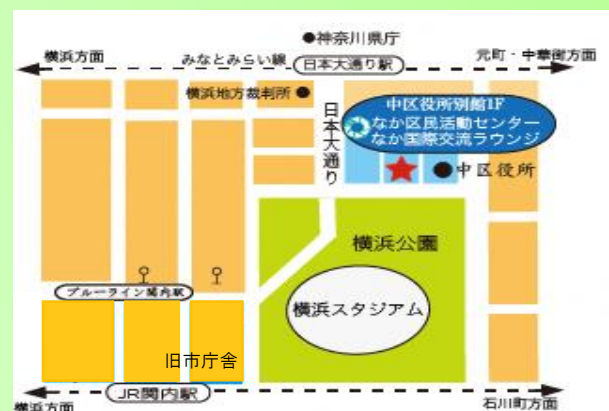 ●神奈川県庁
横浜方面
みなとみらい線
日本大通り駅
元町・中華街方面
横浜地方裁判所●
日本大通り
中区役所別館1F
なか区民活動センター
なか国際交流ラウンジ
●中区役所
横浜公園
ブルーライン関内駅
横浜スタジアム
旧市庁舎
JR関内駅
横浜方面
石川町方面